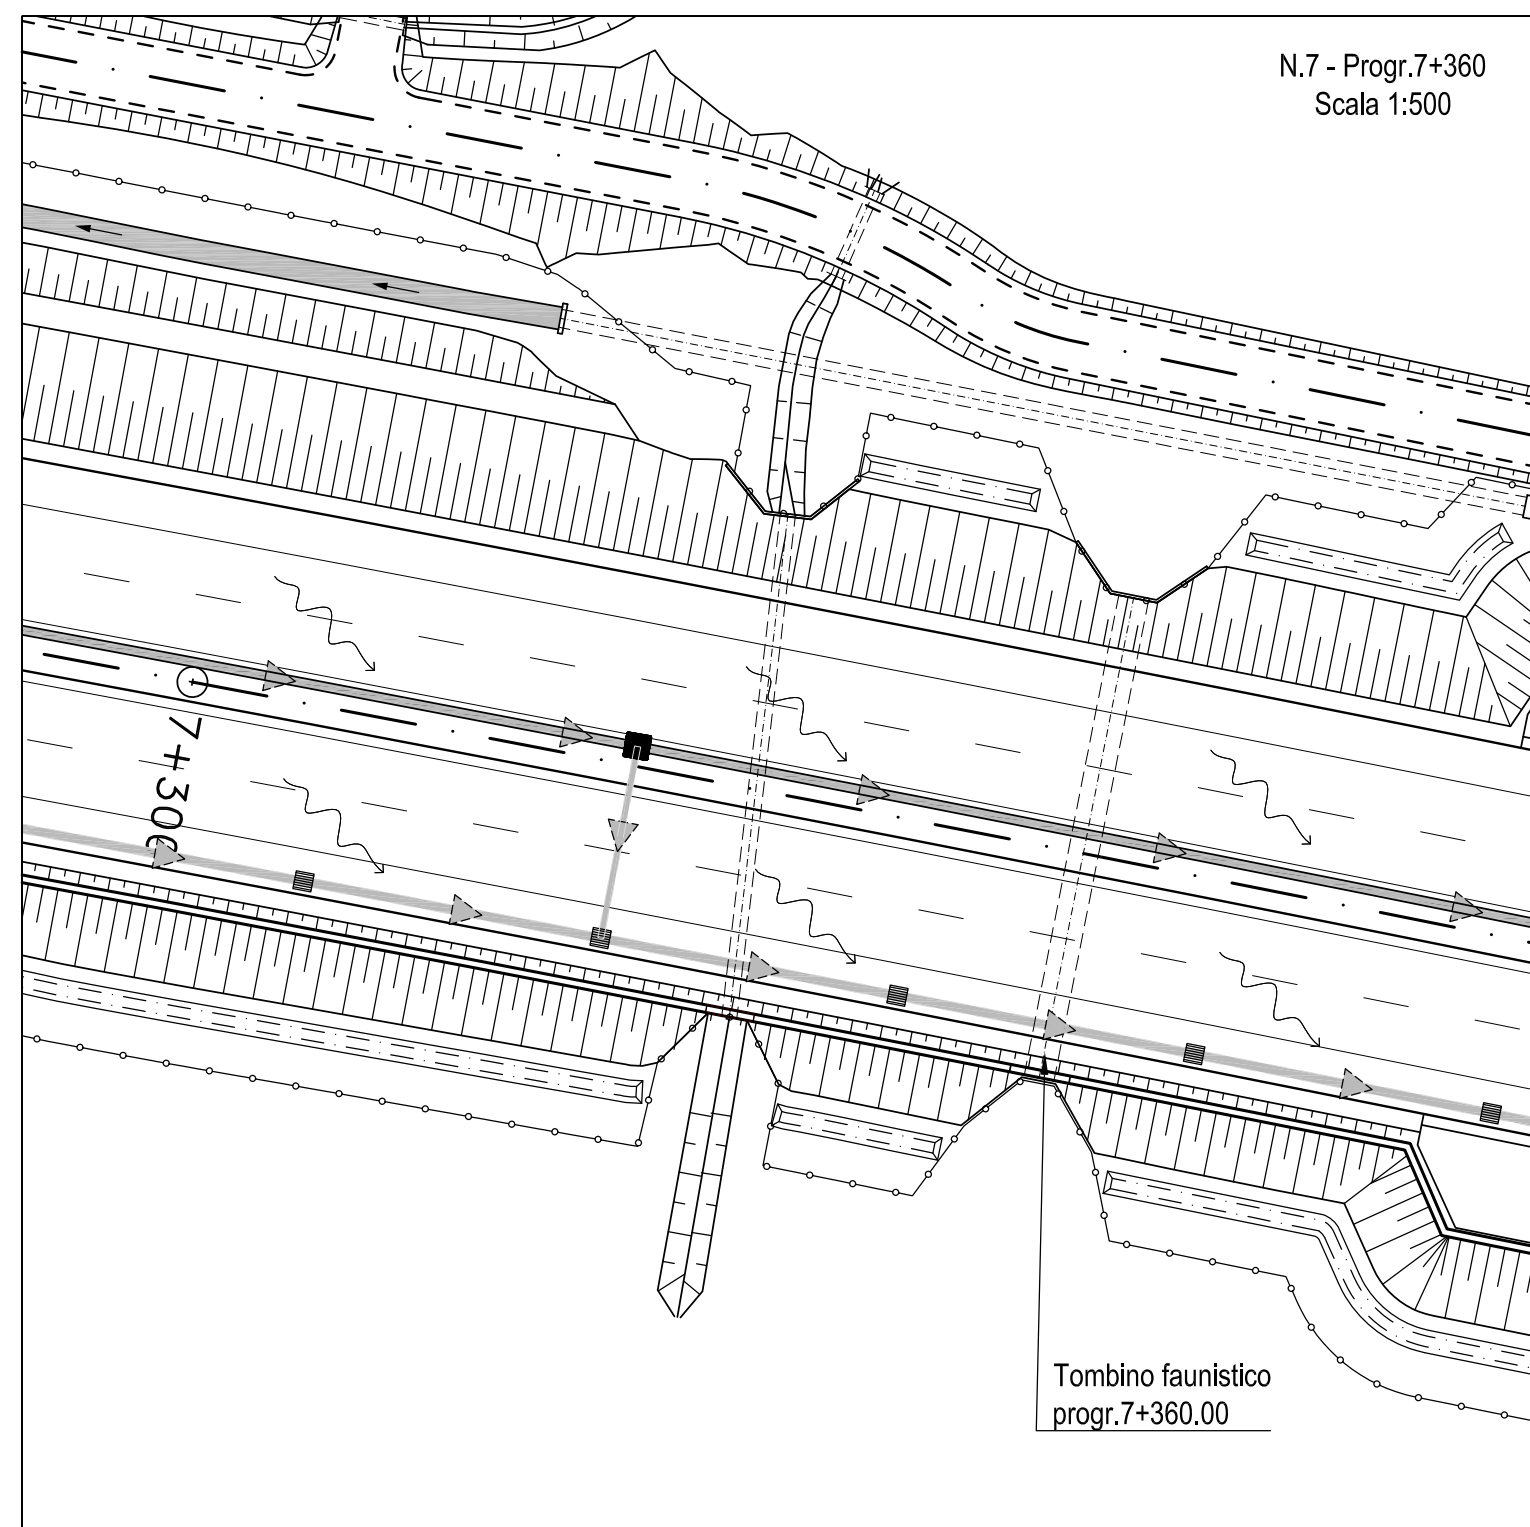 N.7 - Progr.7+360
Scala 1:500
7+300
Tombino faunistico
progr.7+360.00